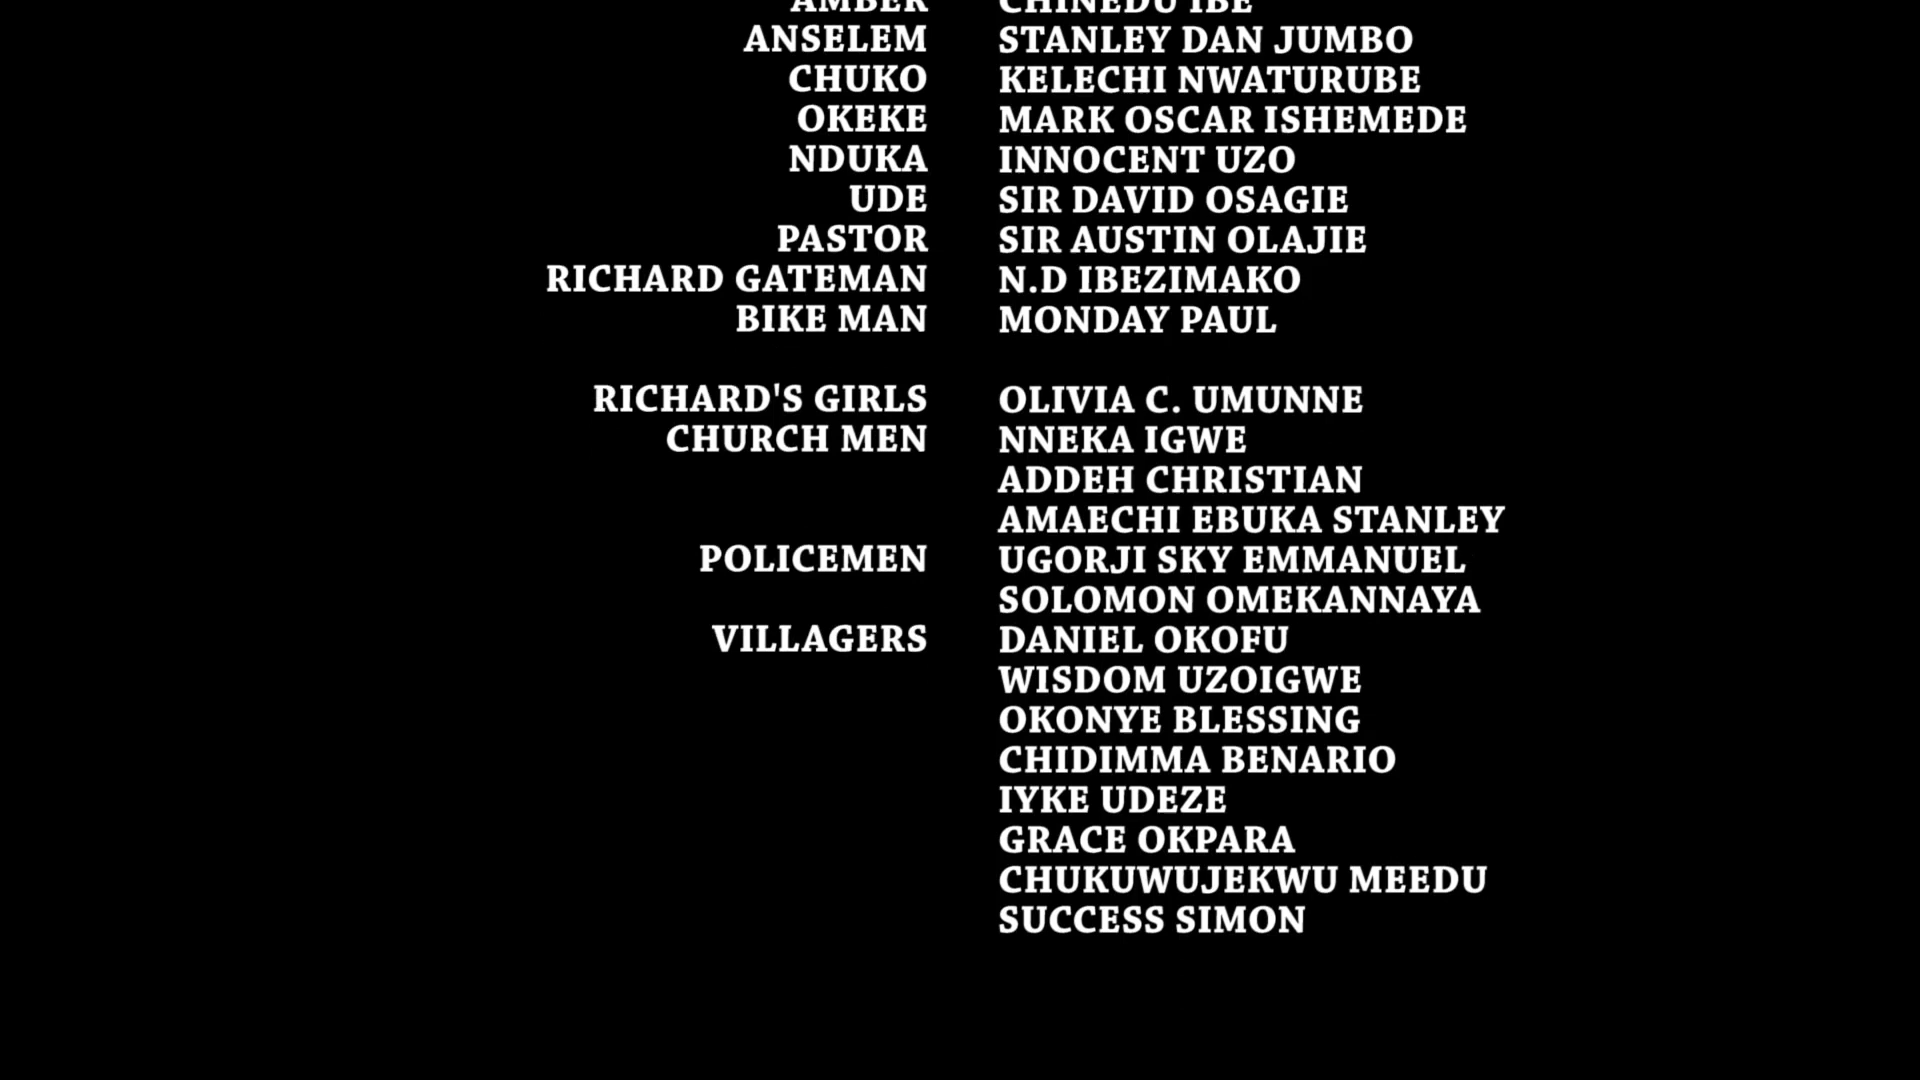 AMBER CHINEDU IBE
ANSELEM STANLEY DAN JUMBO
CHUKO KELECHI NWATURUBE
OKEKE MARK OSCAR ISHEMEDE
NDUKA INNOCENT UZO
UDE SIR DAVID OSAGIE
PASTOR SIR AUSTIN OLAJIE
RICHARD GATEMAN N.D IBEZIMAKO
BIKE MAN MONDAY PAUL
RICHARD'S GIRLS OLIVIA C. UMUNNE
CHURCH MEN NNEKA IGWE
ADDEH CHRISTIAN
AMAECHI EBUKA STANLEY
POLICEMEN UGORJI SKY EMMANUEL
SOLOMON OMEKANNAYA
VILLAGERS DANIEL OKOFU
WISDOM UZOIGWE
OKONYE BLESSING
CHIDIMMA BENARIO
IYKE UDEZE
GRACE OKPARA
CHUKUWUJEKWU MEEDU
SUCCESS SIMON